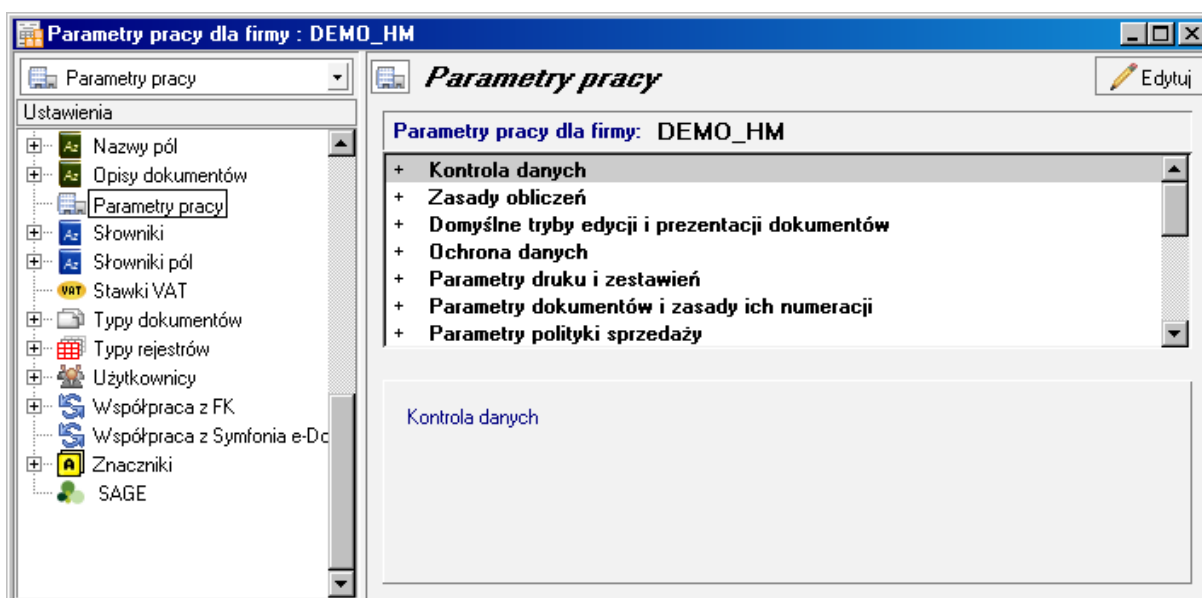 Parametry pracy dla firmy : DEMO_HM
Parametry pracy
Ustawienia
Nazwy pól
Opisy dokumentów
Parametry pracy
Słowniki
Słowniki pól
VAT Stawki VAT
Typy dokumentów
Typy rejestrów
Użytkownicy
Współpraca z FK
Współpraca z Symfonia e-Do
Znaczniki
SAGE
Parametry pracy
Edytuj
Parametry pracy dla firmy: DEMO_HM
+ Kontrola danych
+ Zasady obliczeń
+ Domyślne tryby edycji i prezentacji dokumentów
+ Ochrona danych
+ Parametry druku i zestawień
+ Parametry dokumentów i zasady ich numeracji
+ Parametry polityki sprzedaży
Kontrola danych